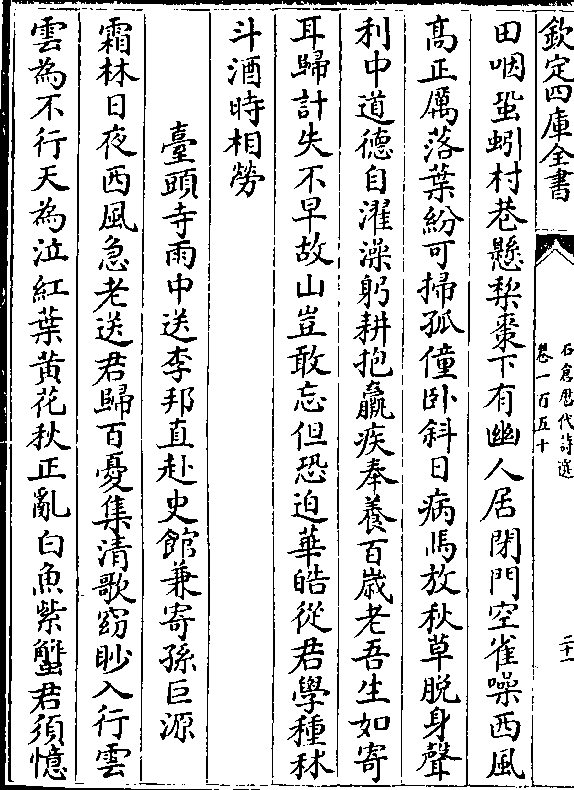 欽定四庫全書
石倉歷代詩選
卷一百五十
二十一
田咽蛩蚓村巷懸棃棗下有幽人居閉門空雀噪西風
髙正厲落葉紛可掃孤僮卧斜日病馬放秋草脱身聲
利中道德自濯澡躬耕抱羸疾奉養百歳老吾生如寄
耳歸計失不早故山豈敢忘但恐迫華皓從君學種秫
斗酒時相勞
臺頭寺雨中送李邦直赴史館兼寄孫巨源
霜林日夜西風急老送君歸百憂集清歌窈眇入行雲
雲為不行天為泣紅葉黄花秋正亂白魚紫蟹君須憶